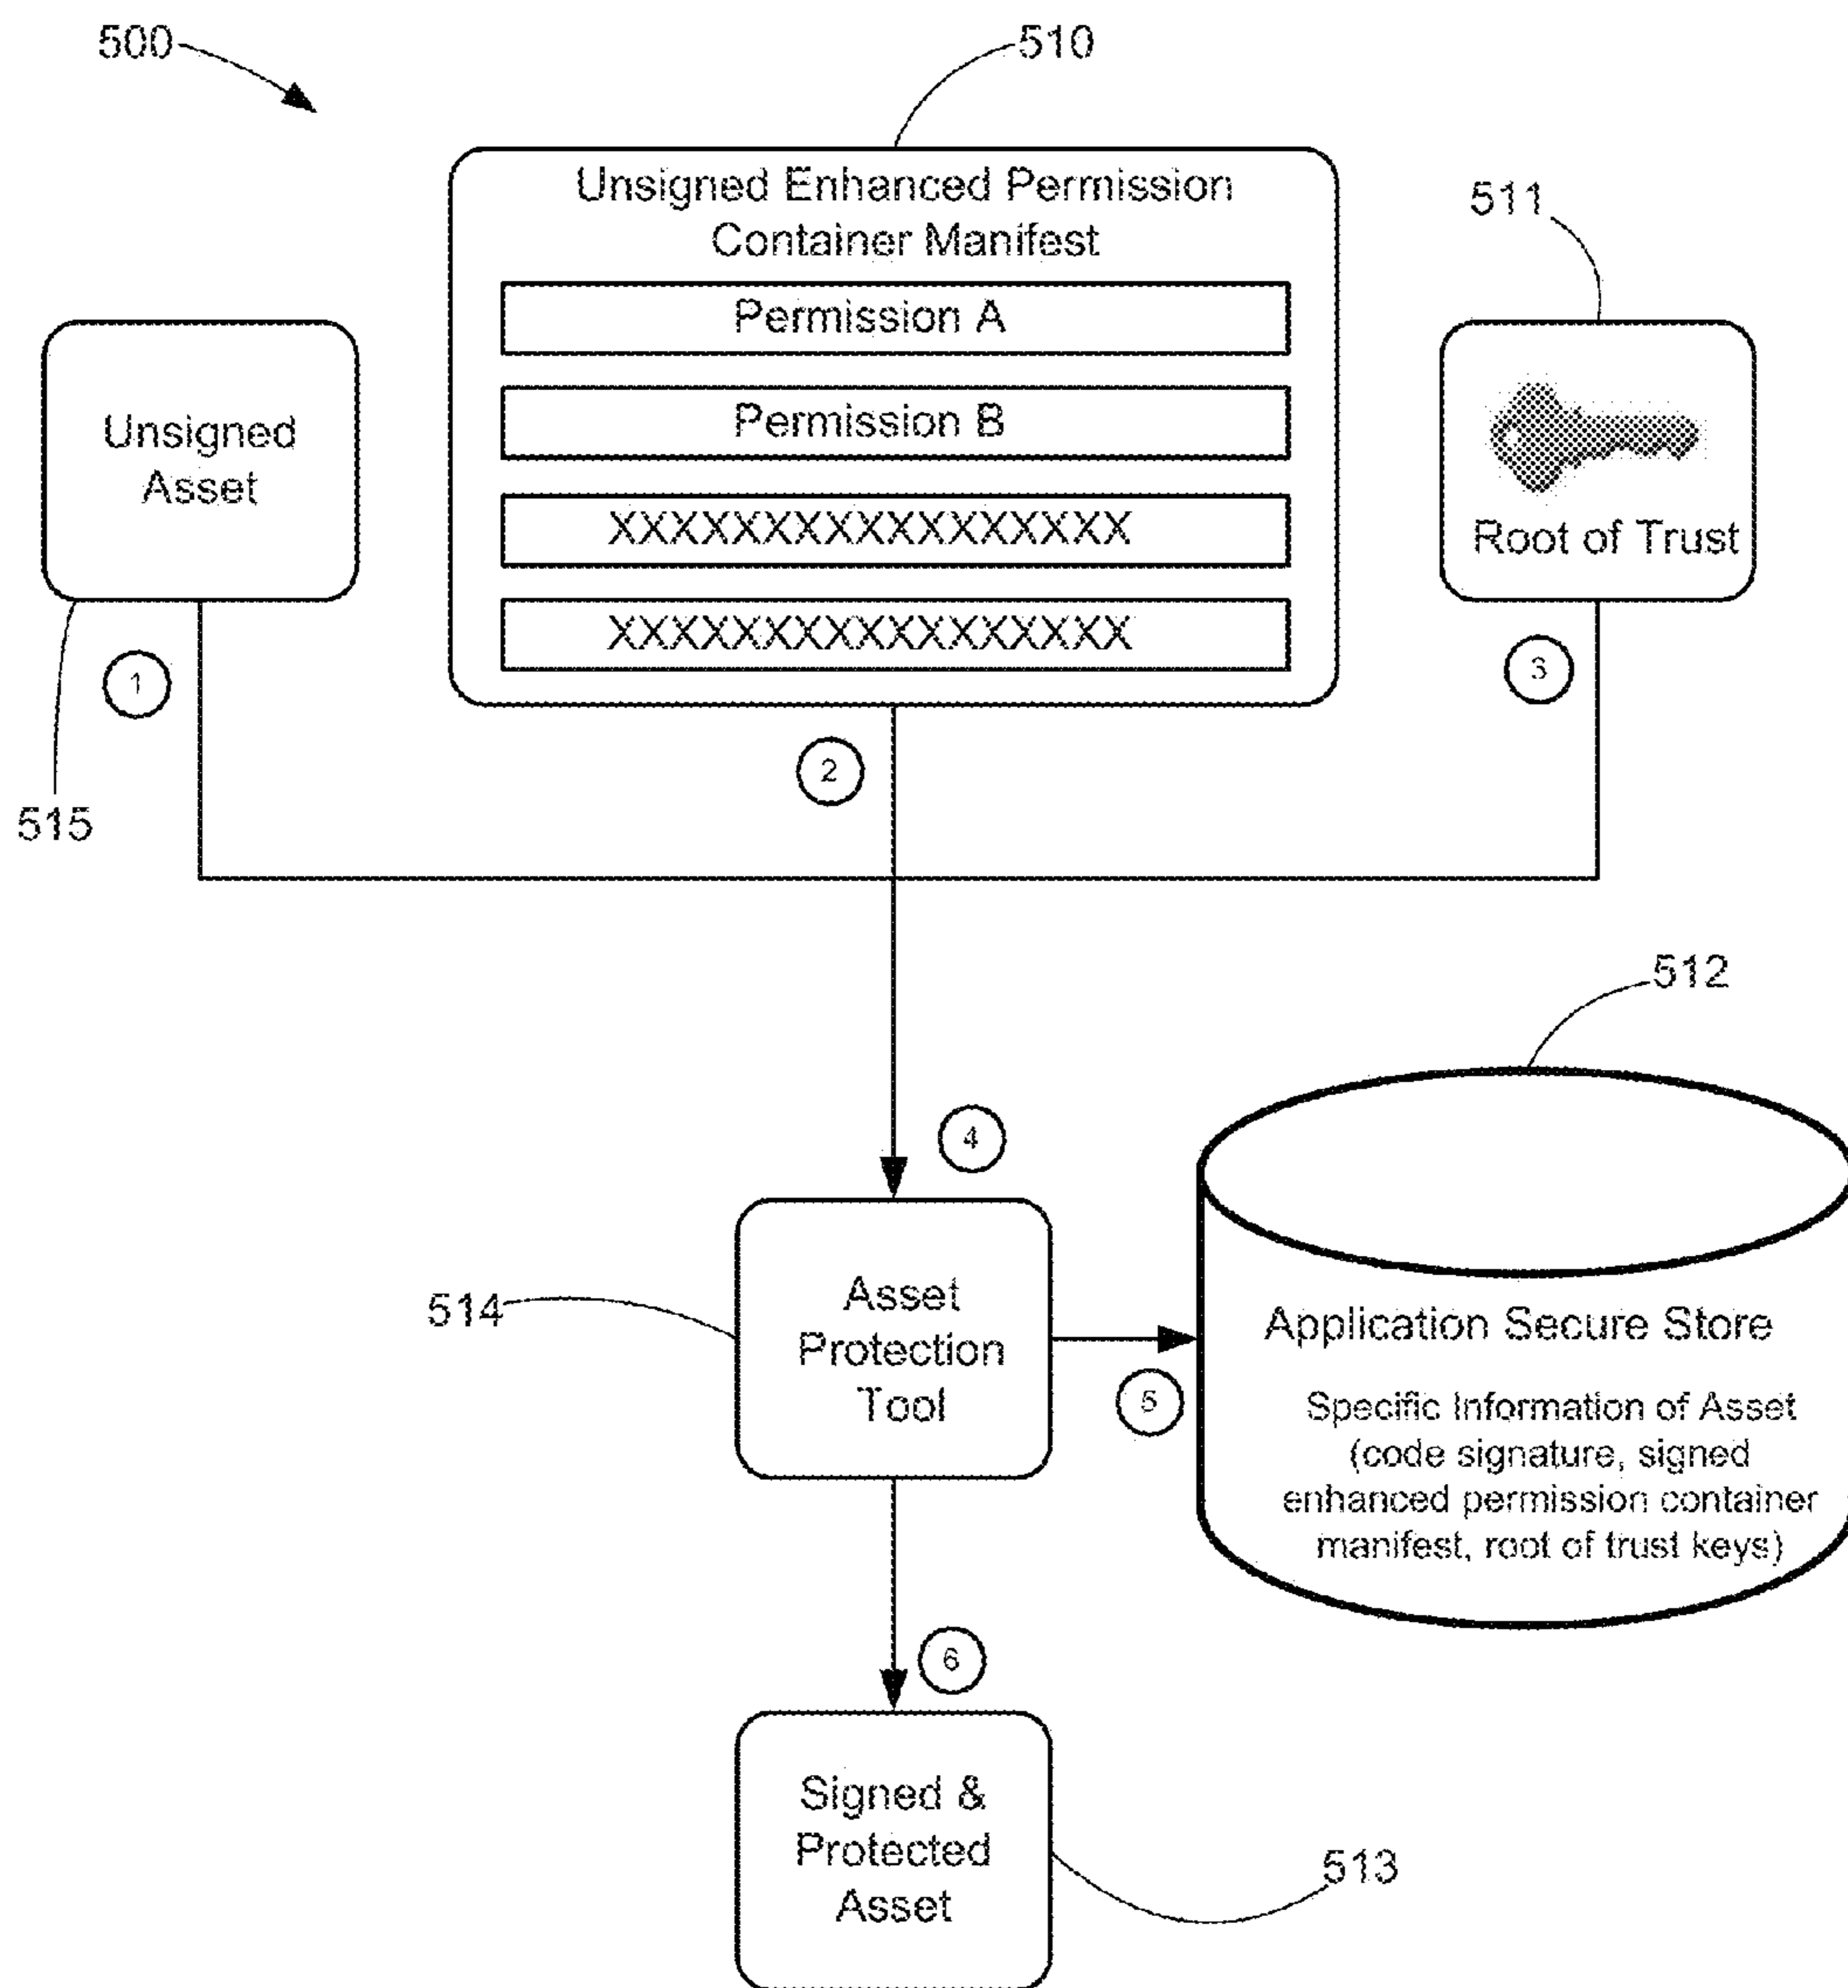 500
510
Unsigned Enhanced Permission
Container Manifest
Permission A
Permission B
XXXXXXXXXXXXXXXXX
XXXXXXXXXXXXXXXXX
511
Root of Trust
Unsigned
Asset
515
1
2
3
4
512
514
Asset
Protection
Tool
5
Application Secure Store
Specific Information of Asset
(code signature, signed
enhanced permission container
manifest, root of trust keys)
6
Signed &
Protected
Asset
513